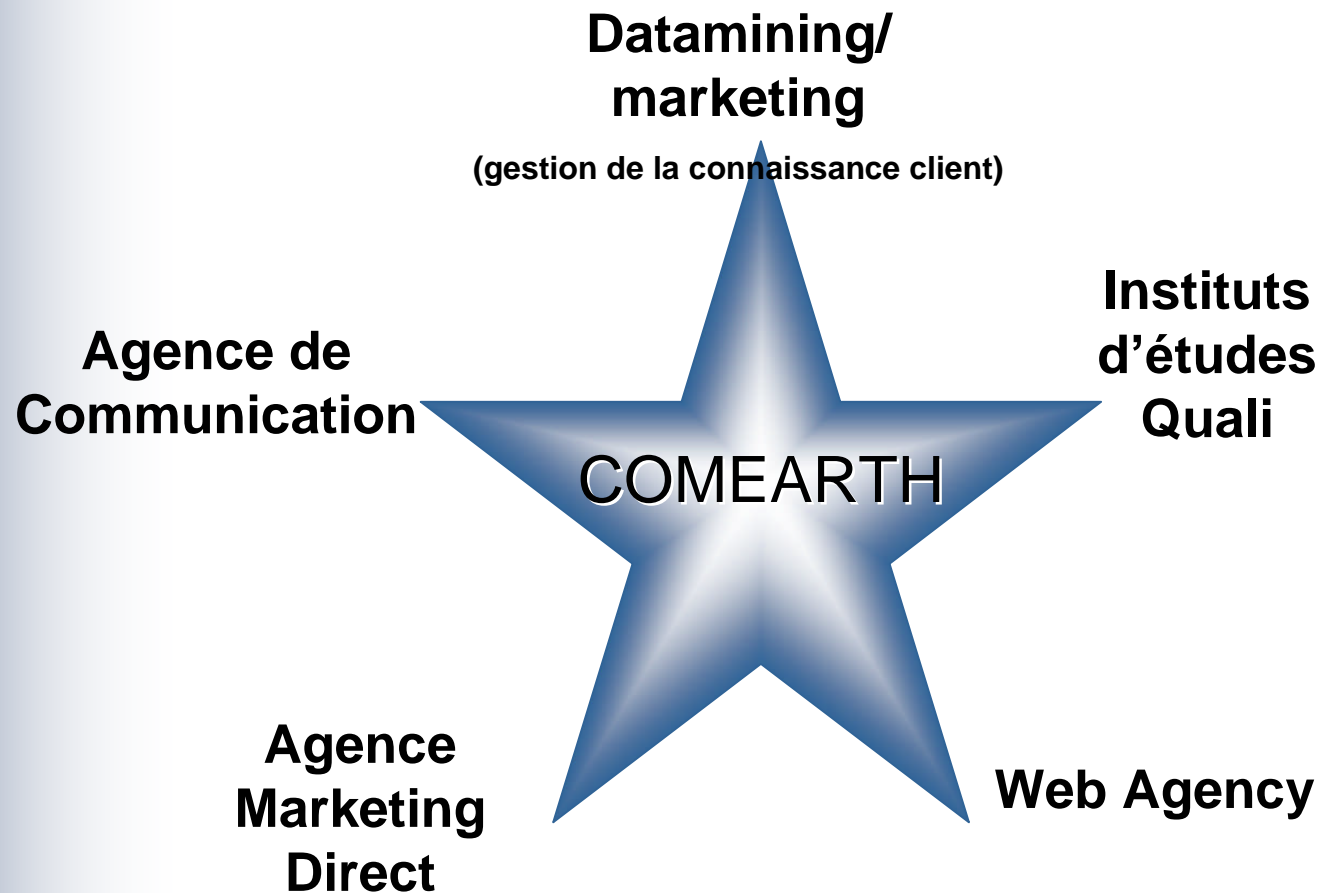 Datamining/
marketing
(gestion de la connaissance client)
Instituts
d’études
Quali
Agence de
Communication
COMEARTH
Agence
Marketing
Direct
Web Agency